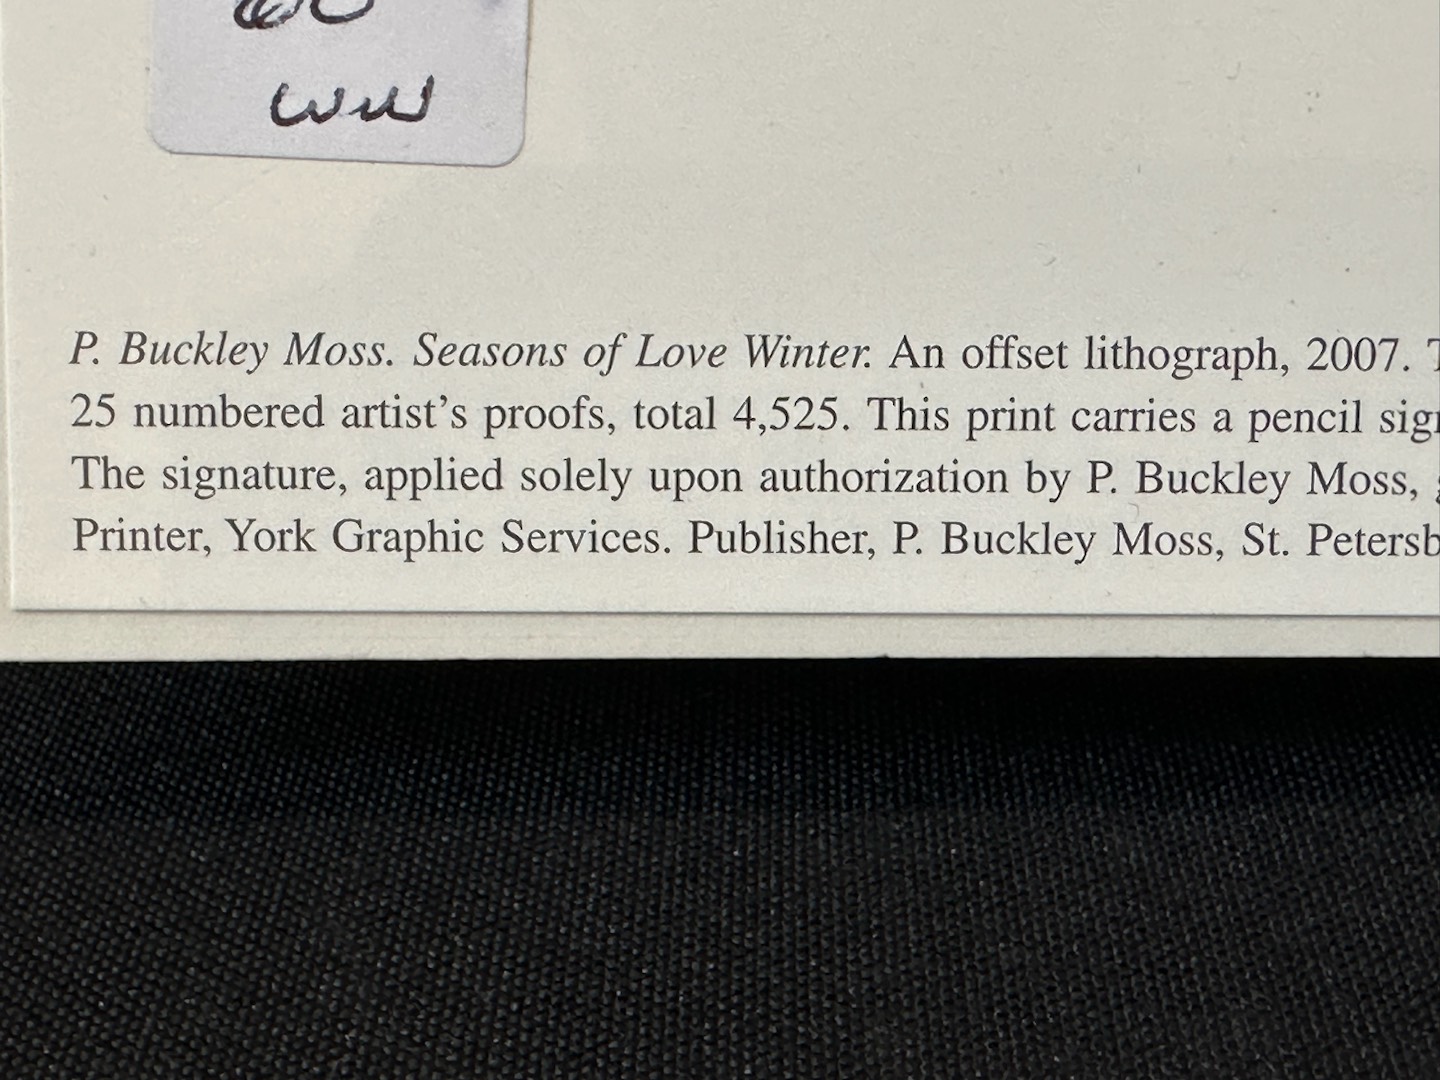 ww
P. Buckley Moss. Seasons of Love Winter. An offset lithograph, 2007.
25 numbered artist's proofs, total 4,525. This print carries a pencil
The signature, applied solely upon authorization by P. Buckley Moss,
Printer, York Graphic Services. Publisher, P. Buckley Moss, St. Petersb